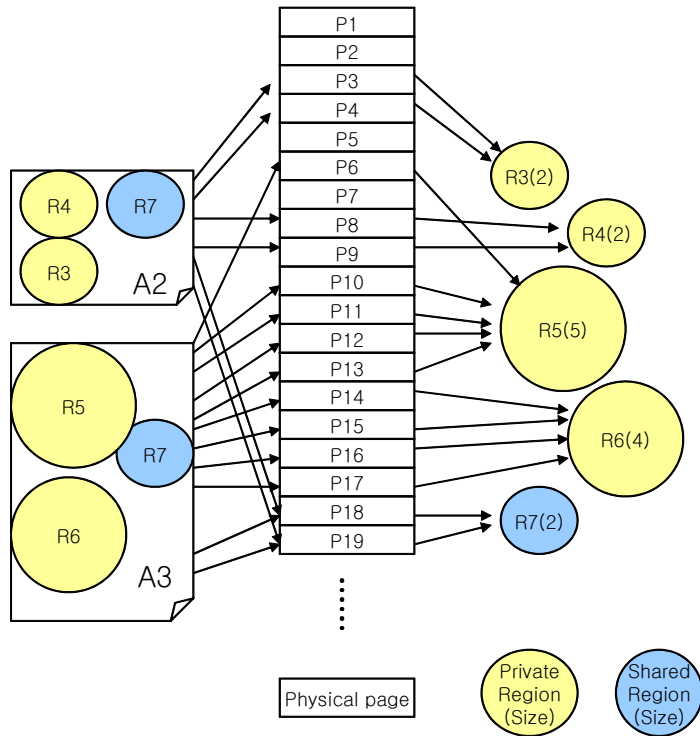 P1
P2
P3
P4
P5
P6
P7
P8
P9
P10
P11
P12
P13
P14
P15
P16
P17
P18
P19
R4
R7
R3
A2
R5
R7
R6
A3
R3(2)
R4(2)
R5(5)
R6(4)
R7(2)
Physical page
Private
Region
(Size)
Shared
Region
(Size)